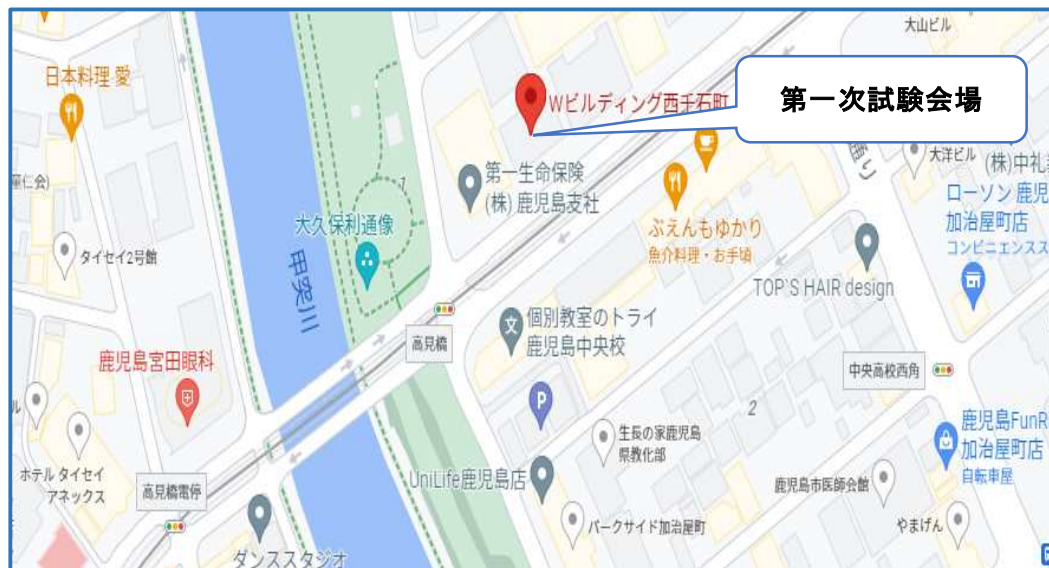 大山ビル
日本料理 愛
Wビルディング西千石町
第一次試験会場
通り
大洋ビル
第一生命保険
(株) 鹿児島支社
ローソン 鹿児
加治屋町店
コンビニエンスス
大久保利通像
1
ぶえんもゆかり
魚介料理・お手頃
タイセイ2号館
甲突川
TOP'S HAIR design
個別教室のトライ
鹿児島中央校
高見橋
鹿児島宮田眼科
中央高校西角
P
2
生長の家鹿児島
県教化部
鹿児島FunR
加治屋町店
自転車屋
ホテル タイセイ
アネックス
高見橋電停
UniLife鹿児島店
鹿児島市医師会館
パークサイド加治屋町
やまげん
ダンススタジオ